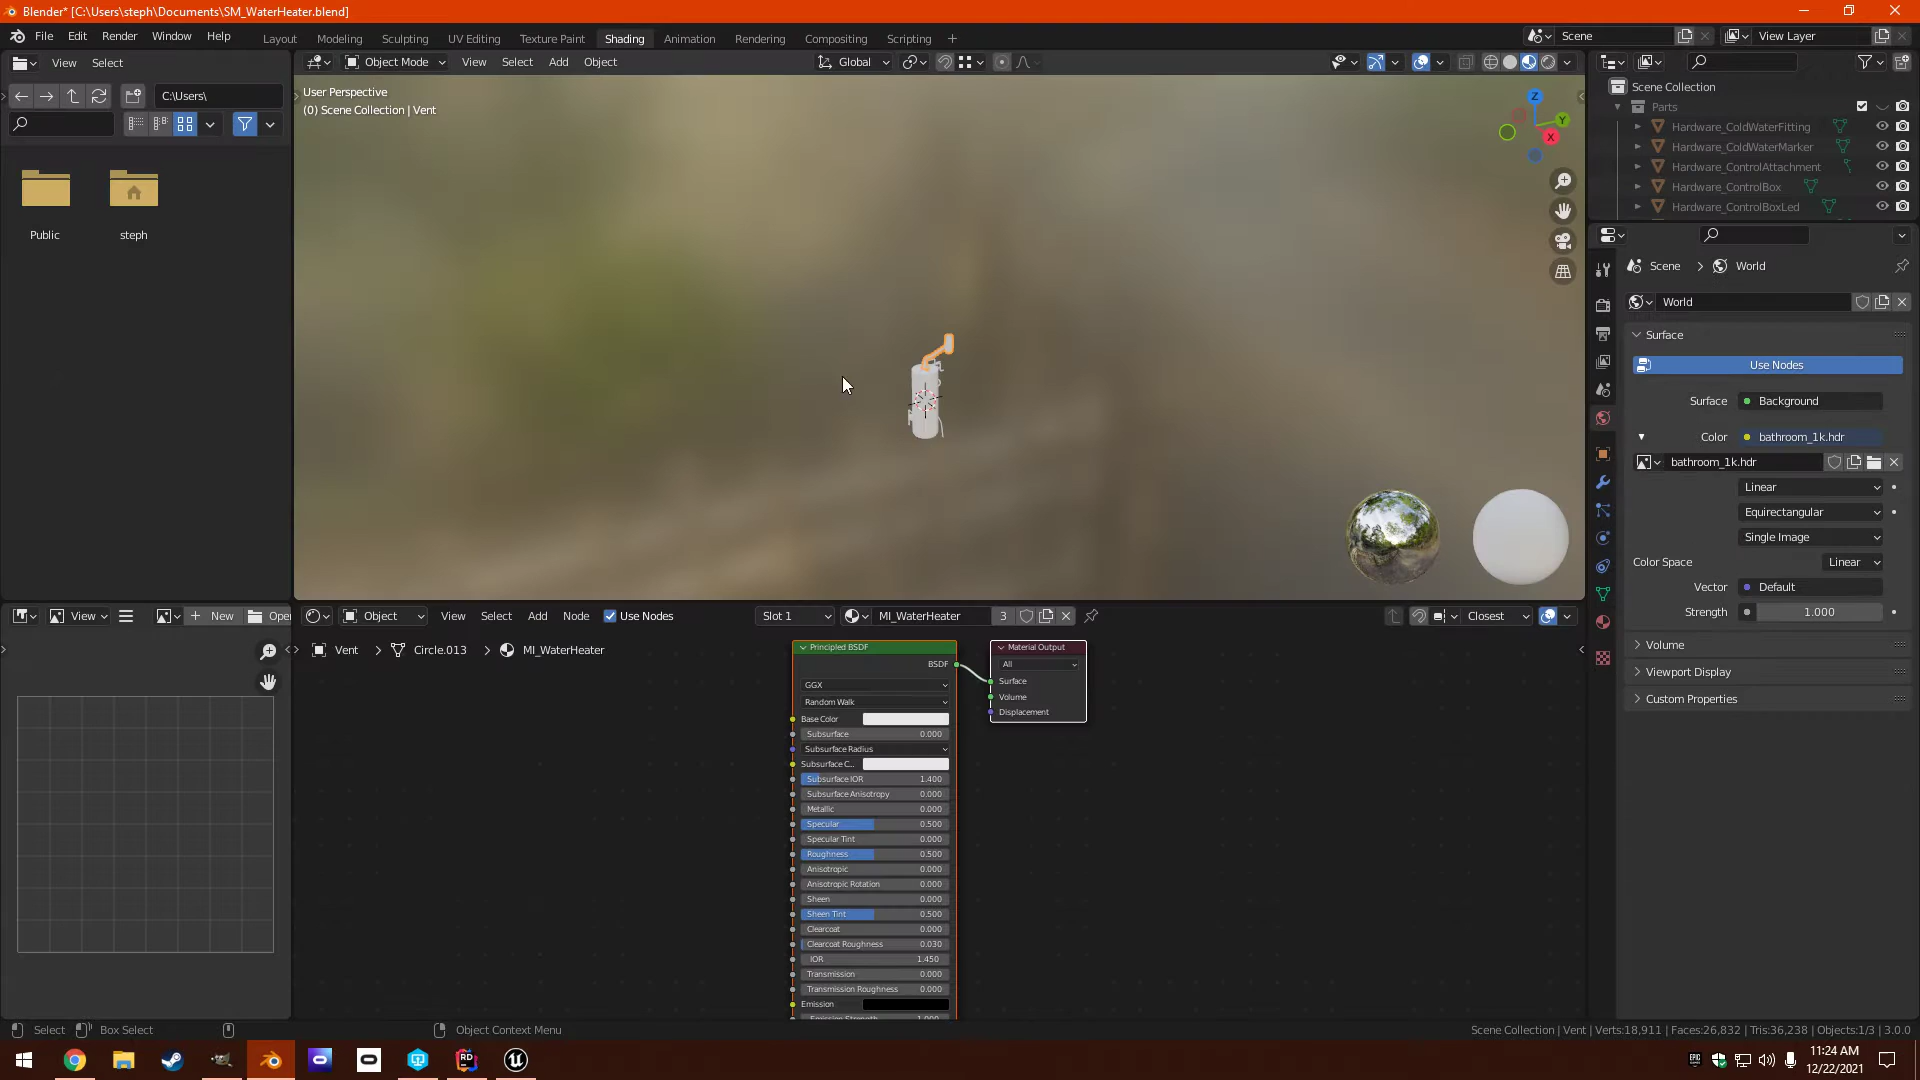 Blender* [C:\Users\steph\Documents\SM_WaterHeater.blend]
File Edit Render Window Help
Layout Modeling Sculpting UV Editing Texture Paint Shading Animation Rendering Compositing Scripting
Scene
View Layer
View Select
Object Mode View Select Add Object
Global
C:\Users\
Public
steph
User Perspective
(0) Scene Collection | Vent
Z
Y
X
Scene Collection
Parts
Hardware_ColdWaterFitting
Hardware_ColdWaterMarker
Hardware_ControlAttachment
Hardware_ControlBox
Hardware_ControlBoxLed
Scene > World
World
Surface
Use Nodes
Surface Background
Color bathroom_1k.hdr
bathroom_1k.hdr
Linear
Equirectangular
Single Image
Color Space Linear
Vector Default
Strength 1.000
Volume
Viewport Display
Custom Properties
View New Open
Object View Select Add Node Use Nodes
Slot 1
MI_WaterHeater 3
Closest
Vent > Circle.013 > MI_WaterHeater
Principled BSDF
BSDF
GGX
Random Walk
Base Color
Subsurface 0.000
Subsurface Radius
Subsurface C...
Subsurface IOR 1.400
Subsurface Anisotropy 0.000
Metallic 0.000
Specular 0.500
Specular Tint 0.000
Roughness 0.500
Anisotropic 0.000
Anisotropic Rotation 0.000
Sheen 0.000
Sheen Tint 0.500
Clearcoat 0.000
Clearcoat Roughness 0.030
IOR 1.450
Transmission 0.000
Transmission Roughness 0.000
Emission
Emission Strength 1.000
Material Output
All
Surface
Volume
Displacement
Select Box Select Object Context Menu
Scene Collection | Vent | Verts:18,911 | Faces:26,832 | Tris:36,238 | Objects:1/3 | 3.0.0
11:24 AM
12/22/2021